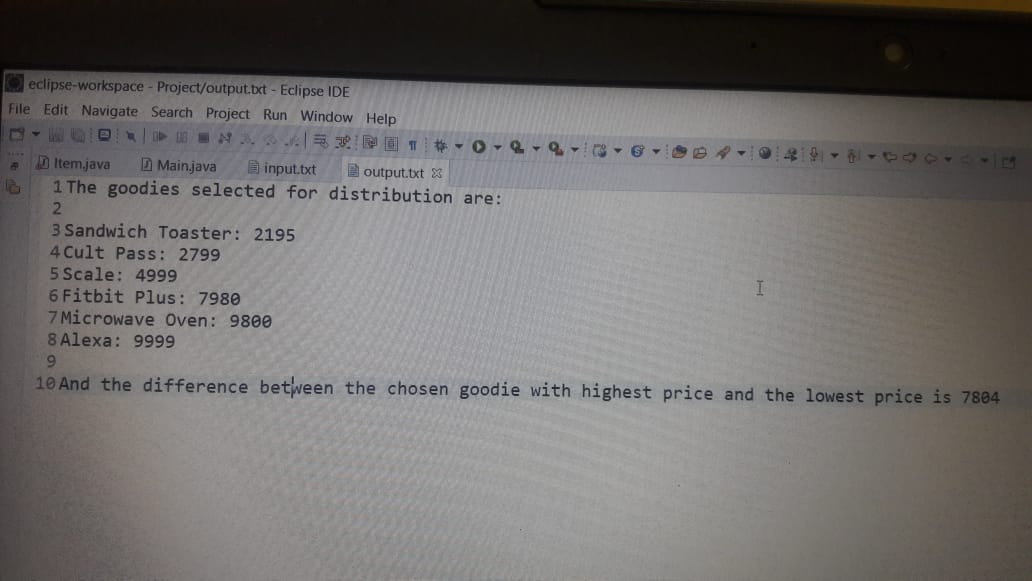 eclipse-workspace - Project/output.txt - Eclipse IDE
File Edit Navigate Search Project Run Window Help
Item.java Main.java input.txt output.txt
1 The goodies selected for distribution are:
2
3 Sandwich Toaster: 2195
4 Cult Pass: 2799
5 Scale: 4999
6 Fitbit Plus: 7980
7 Microwave Oven: 9800
8 Alexa: 9999
9
10 And the difference between the chosen goodie with highest price and the lowest price is 7804